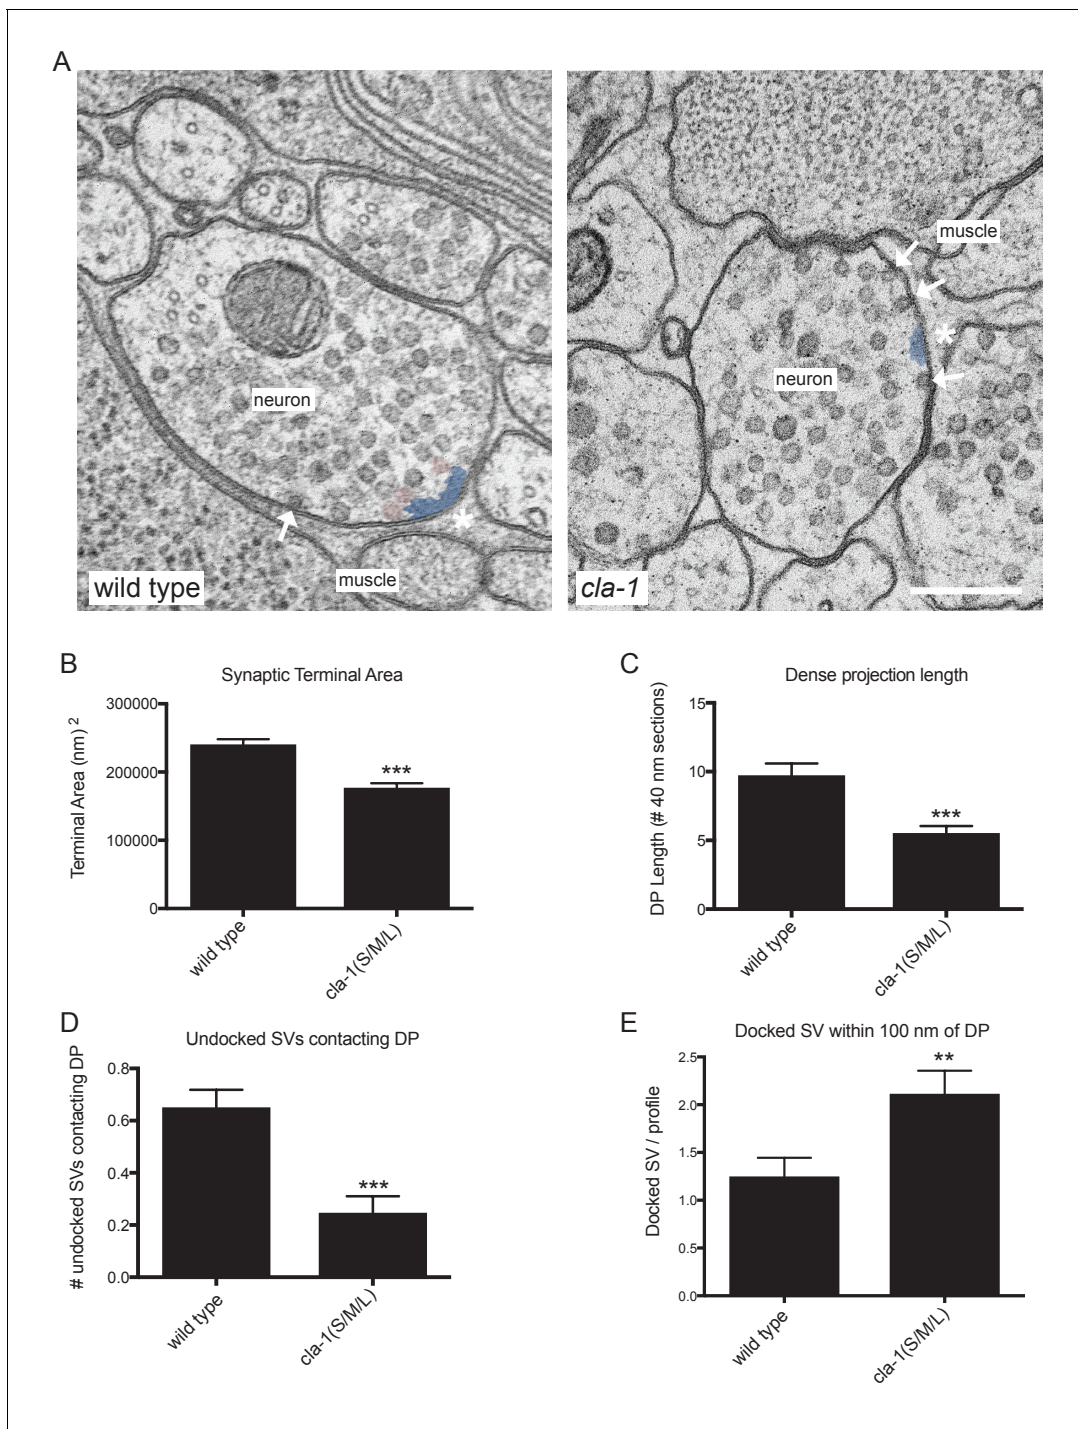 A
neuron
muscle
wild type
muscle
neuron
cla-1
B
Synaptic Terminal Area
Terminal Area (nm) 2
300000
200000
100000
0
***
wild type
cla-1(S/M/L)
C
Dense projection length
DP Length (# 40 nm sections)
15
10
5
0
***
wild type
cla-1(S/M/L)
D
Undocked SVs contacting DP
# undocked SVs contacting DP
0.8
0.6
0.4
0.2
0.0
***
wild type
cla-1(S/M/L)
E
Docked SV within 100 nm of DP
Docked SV / profile
2.5
2.0
1.5
1.0
0.5
0.0
**
wild type
cla-1(S/M/L)